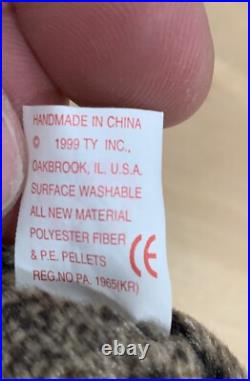 HANDMADE IN CHINA
© 1999 TY INC.,
OAKBROOK, IL. U.S.A.
SURFACE WASHABLE
ALL NEW MATERIAL
POLYESTER FIBER
& P.E. PELLETS CE
REG.NO PA. 1965(KR)